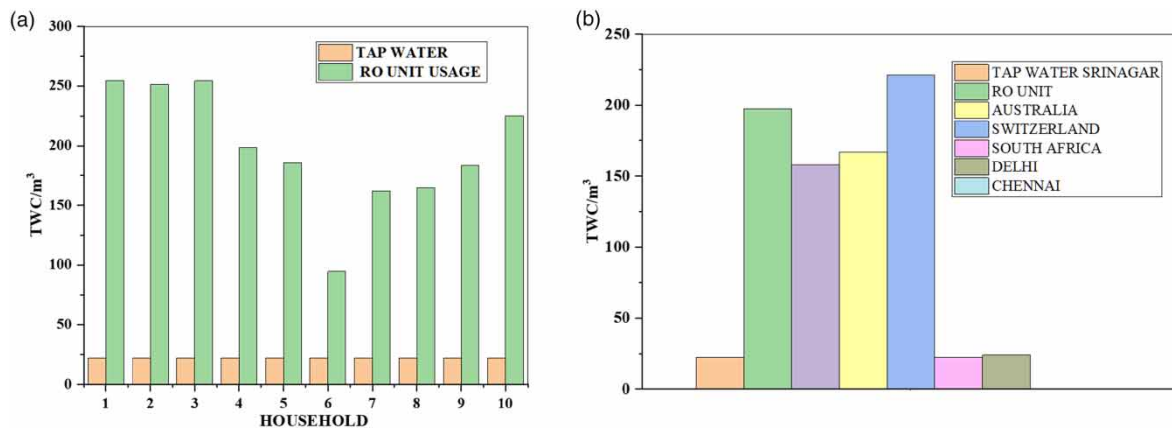 (a)
300
250
200
150
100
50
0
TWC/m³
TAP WATER
RO UNIT USAGE
1 2 3 4 5 6 7 8 9 10
HOUSEHOLD
(b)
250
200
150
100
50
0
TWC/m³
TAP WATER SRINAGAR
RO UNIT
AUSTRALIA
SWITZERLAND
SOUTH AFRICA
DELHI
CHENNAI